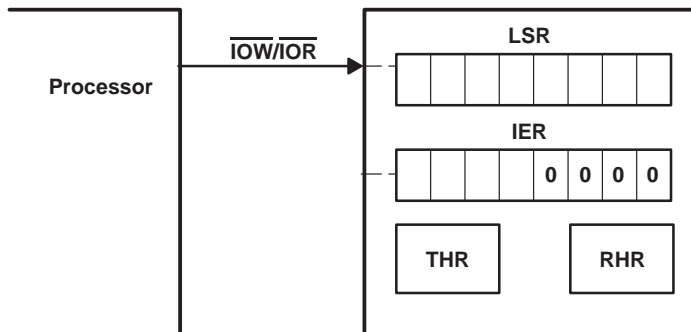 IOW/IOR
Processor
LSR
IER
0 0 0 0
THR
RHR